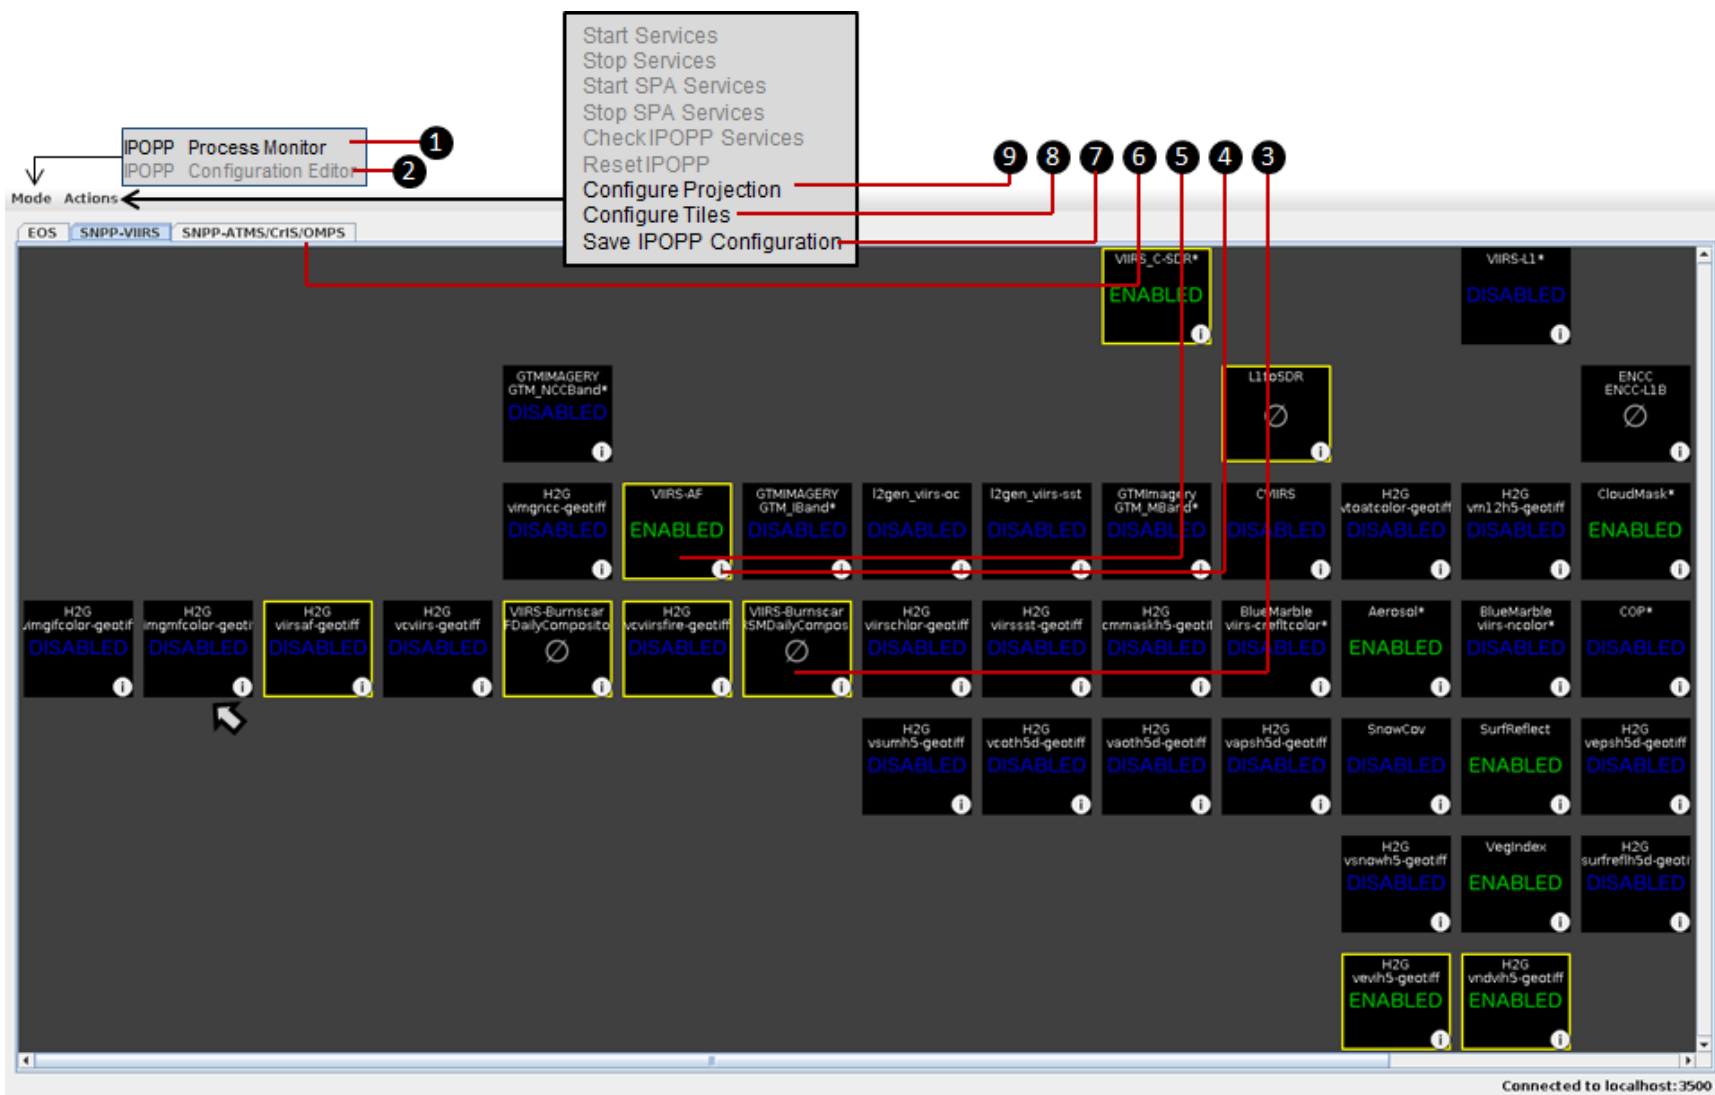 Start Services
Stop Services
Start SPA Services
Stop SPA Services
Check IPOPP Services
Reset IPOPP
Configure Projection
Configure Tiles
Save IPOPP Configuration
IPOPP Process Monitor
IPOPP Configuration Editor
1
2
9 8 7 6 5 4 3
Mode Actions
EOS SNPP-VIIRS SNPP-ATMS/CrIS/OMPS
VIIRS_C-SDR*
ENABLED
VIIRS-L1*
DISABLED
GTMIMAGERY
GTM_NCCBand*
DISABLED
L1toSDR
∅
ENCC
ENCC-L1B
∅
H2G
vimgncc-geotiff
DISABLED
VIIRS-AF
ENABLED
GTMIMAGERY
GTM_IBand*
DISABLED
l2gen_viirs-oc
DISABLED
l2gen_viirs-sst
DISABLED
GTMImagery
GTM_MBand*
DISABLED
CVIIRS
DISABLED
H2G
vtoatcolor-geotiff
DISABLED
H2G
vm12h5-geotiff
DISABLED
CloudMask*
ENABLED
H2G
vimgifcolor-geotiff
DISABLED
H2G
imgmfcolor-geoti
DISABLED
H2G
viirsaf-geotiff
DISABLED
H2G
vcviirs-geotiff
DISABLED
VIIRS-Burnscar
FDailyComposito
∅
H2G
vcviirsfire-geotiff
DISABLED
VIIRS-Burnscar
RSMDailyCompos
∅
H2G
viirschlor-geotiff
DISABLED
H2G
viirssst-geotiff
DISABLED
H2G
cmmaskh5-geotif
DISABLED
BlueMarble
viirs-crefltcolor*
DISABLED
Aerosol*
ENABLED
BlueMarble
viirs-ncolor*
DISABLED
COP*
DISABLED
H2G
vsumh5-geotiff
DISABLED
H2G
vcoth5d-geotiff
DISABLED
H2G
vaoth5d-geotiff
DISABLED
H2G
vapsh5d-geotiff
DISABLED
SnowCov
DISABLED
SurfReflect
ENABLED
H2G
vepsh5d-geotiff
DISABLED
H2G
vsnowh5-geotiff
DISABLED
VegIndex
ENABLED
H2G
surfreflh5d-geoti
DISABLED
H2G
vevih5-geotiff
ENABLED
H2G
vndvih5-geotiff
ENABLED
Connected to localhost:3500